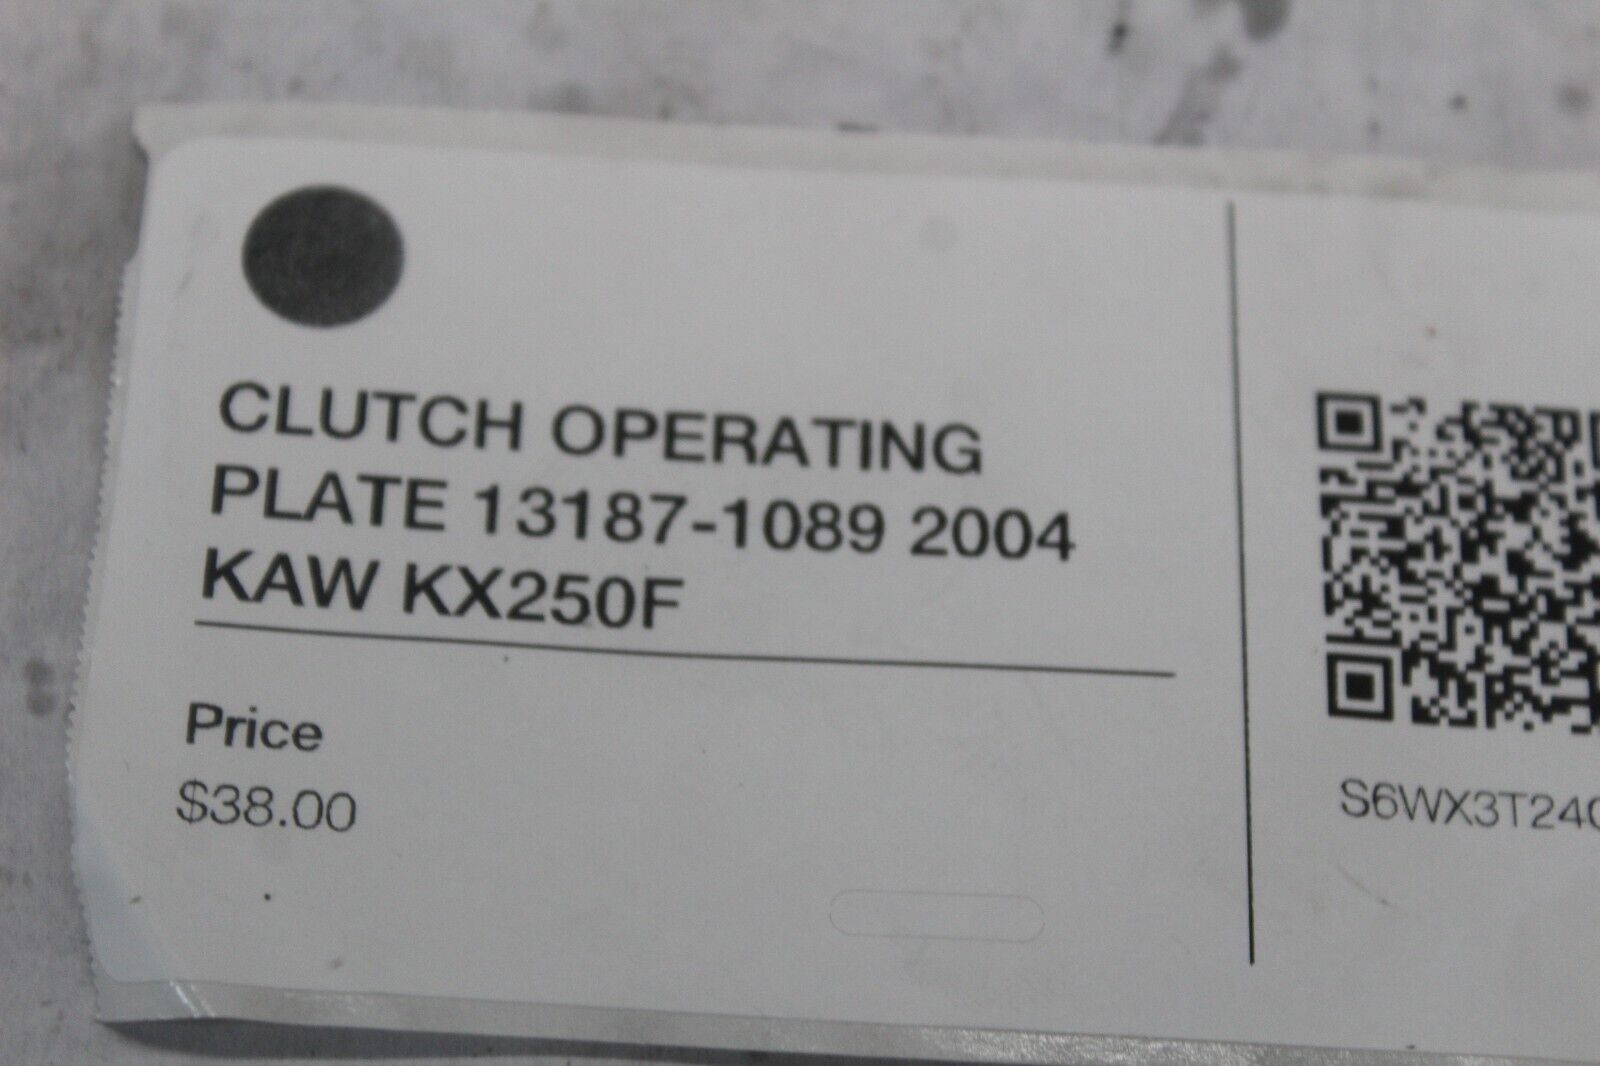 CLUTCH OPERATING
PLATE 13187-1089 2004
KAW KX250F
Price
$38.00